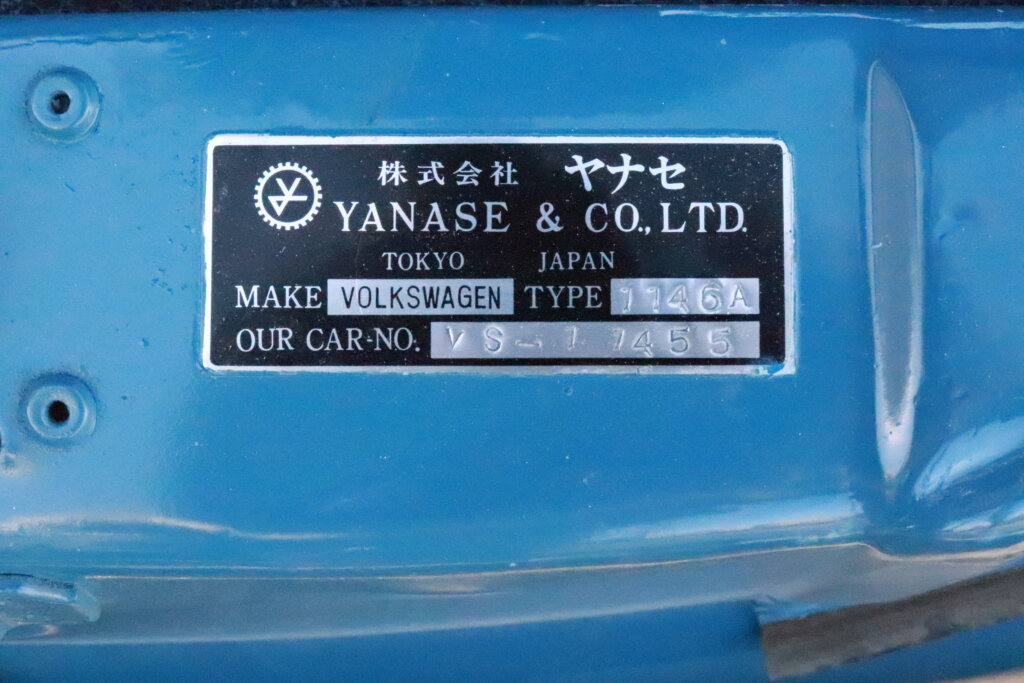 株式会社 ヤナセ
YANASE & CO., LTD.
TOKYO JAPAN
MAKE VOLKSWAGEN TYPE 1146A
OUR CAR-NO. VS-11455